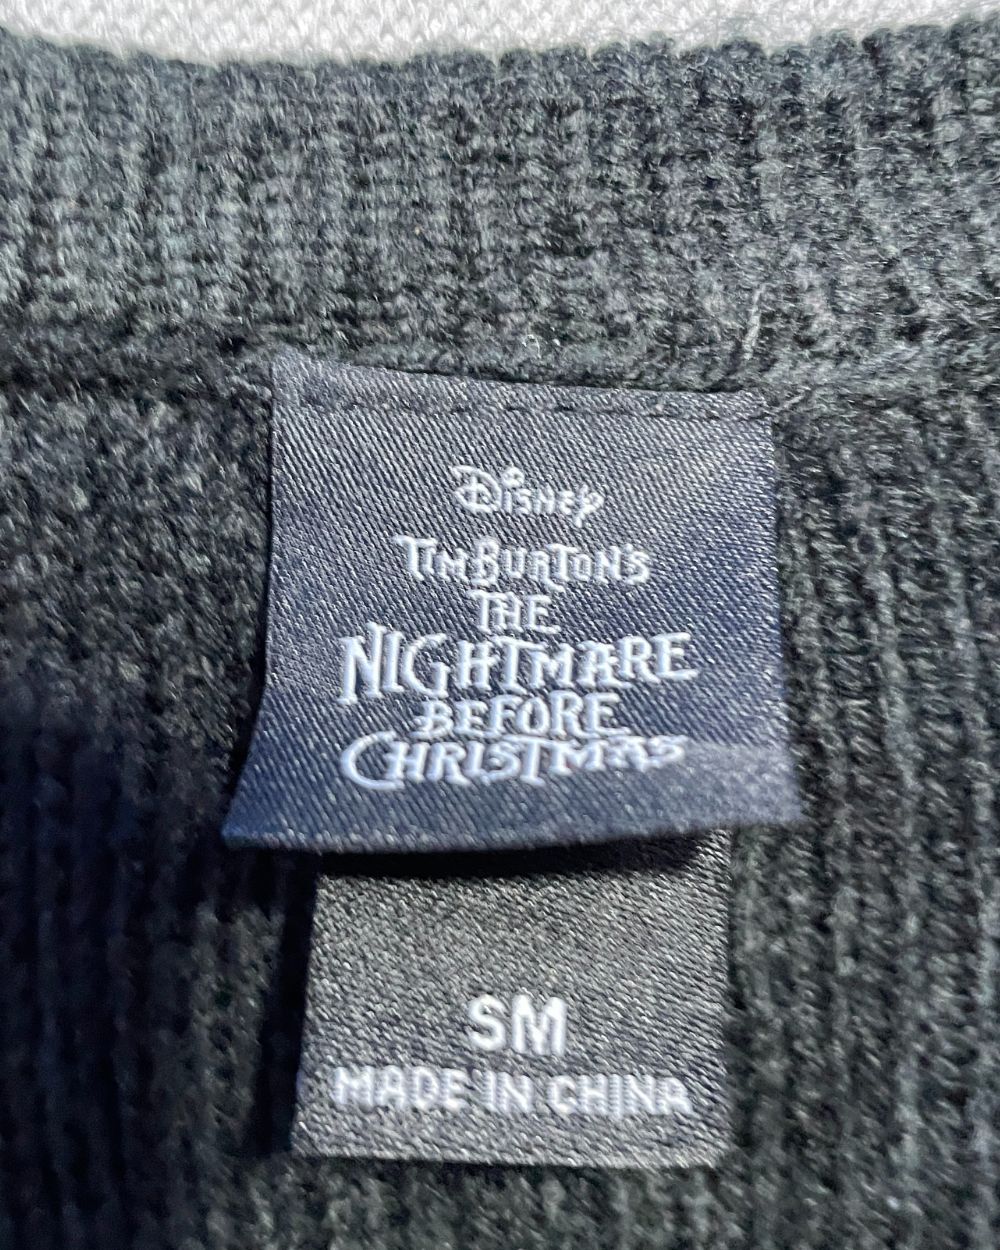 Disney
TIM BURTON'S
THE
NIGHTMARE
BEFORE
CHRISTMAS
SM
MADE IN CHINA